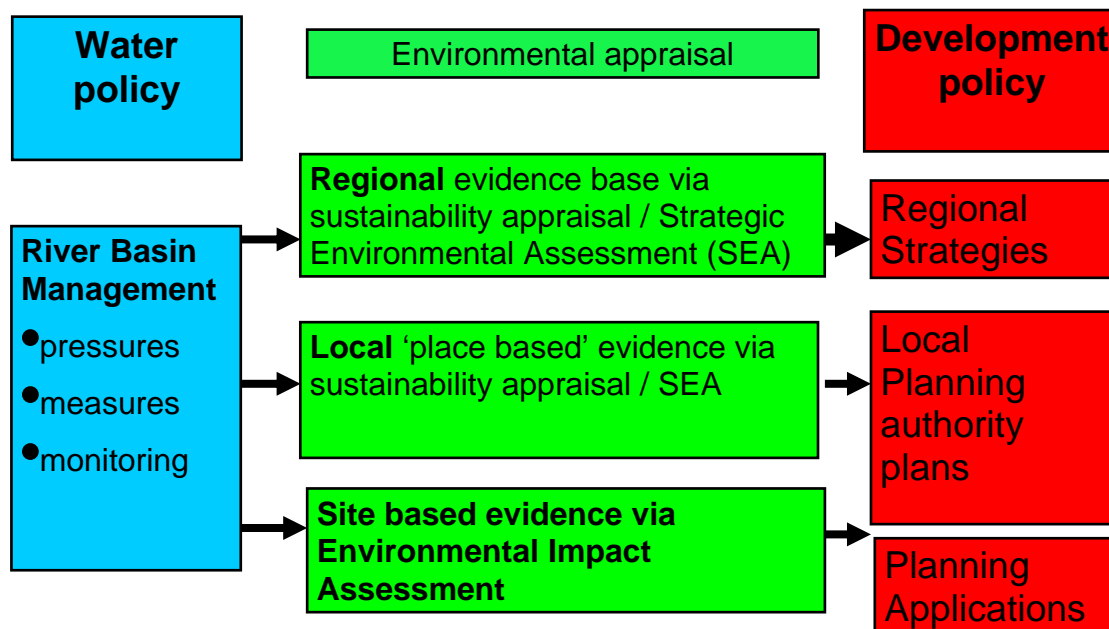 Water
policy
Environmental appraisal
Development
policy
River Basin
Management
•pressures
•measures
•monitoring
Regional evidence base via
sustainability appraisal / Strategic
Environmental Assessment (SEA)
Regional
Strategies
Local ‘place based’ evidence via
sustainability appraisal / SEA
Local
Planning
authority
plans
Site based evidence via
Environmental Impact
Assessment
Planning
Applications